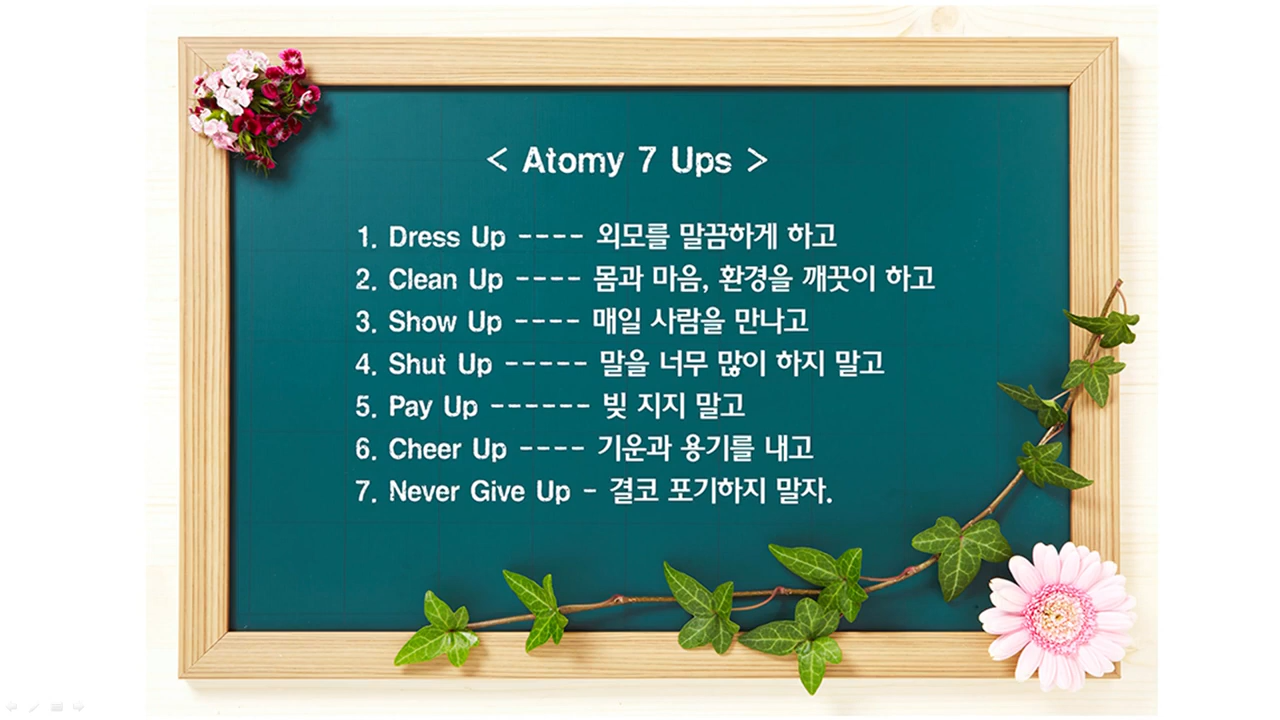 < Atomy 7 Ups >
1. Dress Up ---- 외모를 말끔하게 하고
2. Clean Up ---- 몸과 마음, 환경을 깨끗이 하고
3. Show Up ---- 매일 사람을 만나고
4. Shut Up ----- 말을 너무 많이 하지 말고
5. Pay Up ------ 빚 지지 말고
6. Cheer Up ---- 기운과 용기를 내고
7. Never Give Up - 결코 포기하지 말자.